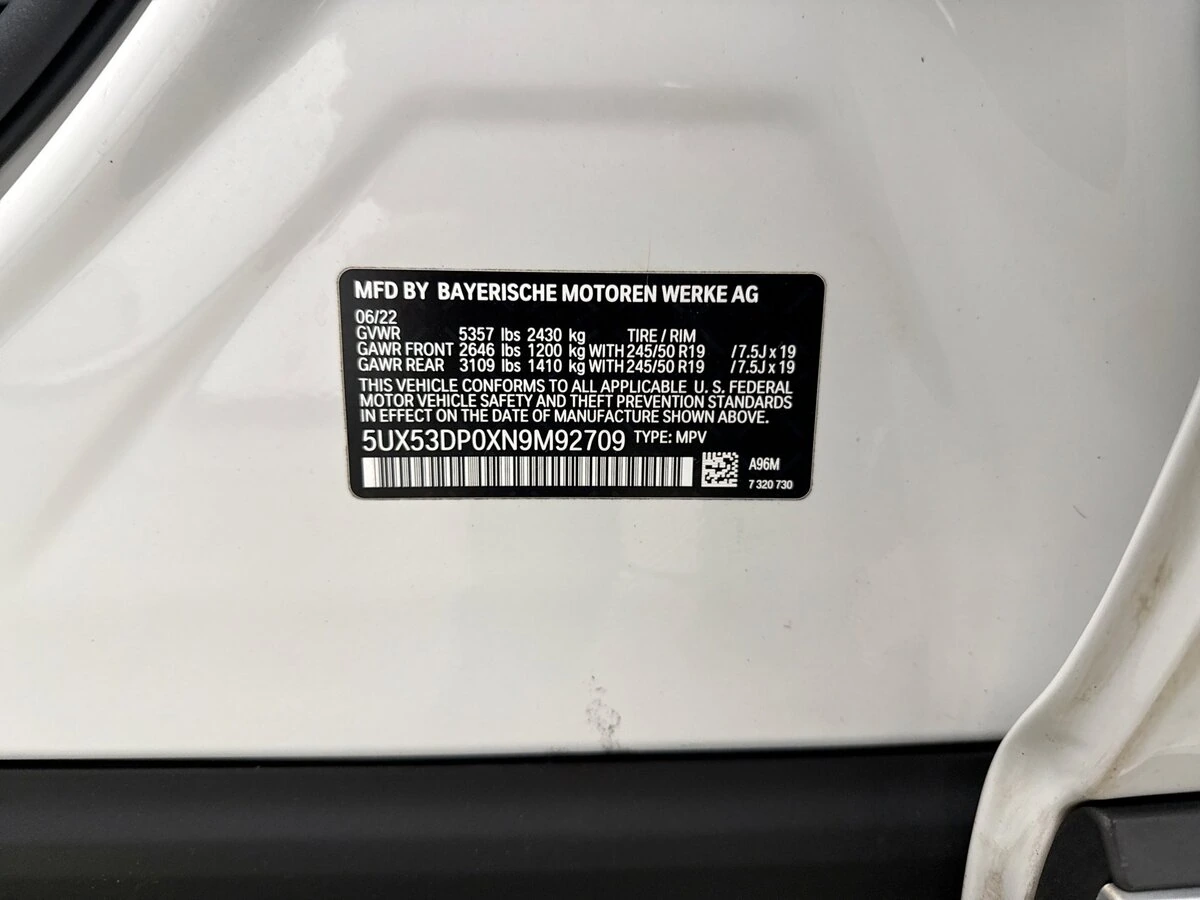 MFD BY BAYERISCHE MOTOREN WERKE AG
06/22
GVWR 5357 lbs 2430 kg TIRE / RIM
GAWR FRONT 2646 lbs 1200 kg WITH 245/50 R19 /7.5J x 19
GAWR REAR 3109 lbs 1410 kg WITH 245/50 R19 /7.5J x 19
THIS VEHICLE CONFORMS TO ALL APPLICABLE U. S. FEDERAL
MOTOR VEHICLE SAFETY AND THEFT PREVENTION STANDARDS
IN EFFECT ON THE DATE OF MANUFACTURE SHOWN ABOVE.
5UX53DP0XN9M92709 TYPE: MPV
A96M
7 320 730